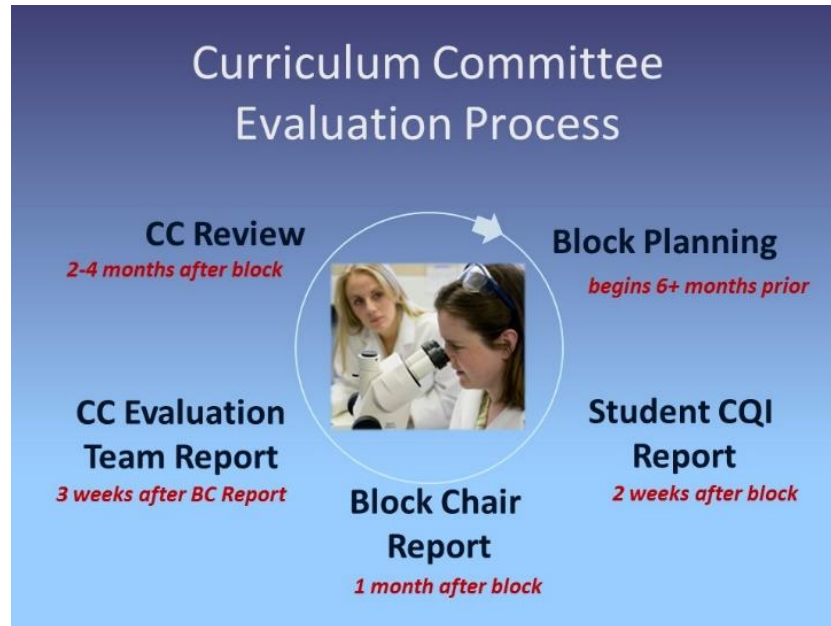 Curriculum Committee
Evaluation Process
CC Review
2-4 months after block
Block Planning
begins 6+ months prior
CC Evaluation
Team Report
3 weeks after BC Report
Student CQI
Report
2 weeks after block
Block Chair
Report
1 month after block